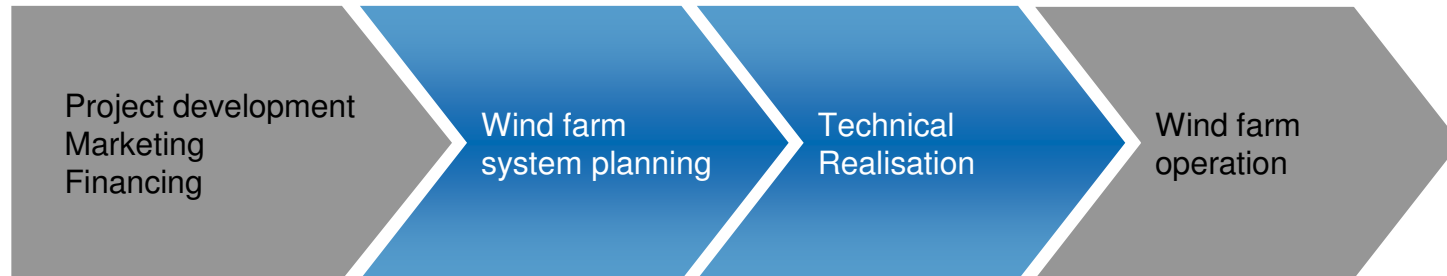 Project development
Marketing
Financing
Wind farm
system planning
Technical
Realisation
Wind farm
operation